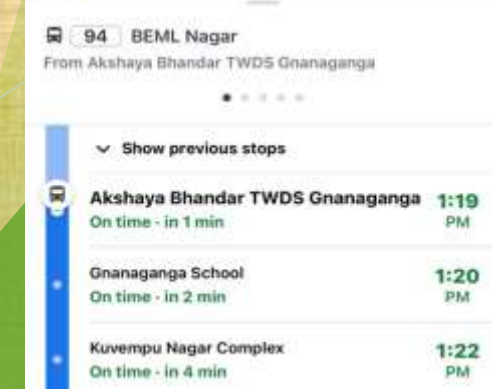 94 BEML Nagar
From Akshaya Bhandar TWDS Gnanaganga
Show previous stops
Akshaya Bhandar TWDS Gnanaganga 1:19
On time - in 1 min PM
Gnanaganga School 1:20
On time - in 2 min PM
Kuvempu Nagar Complex 1:22
On time - in 4 min PM